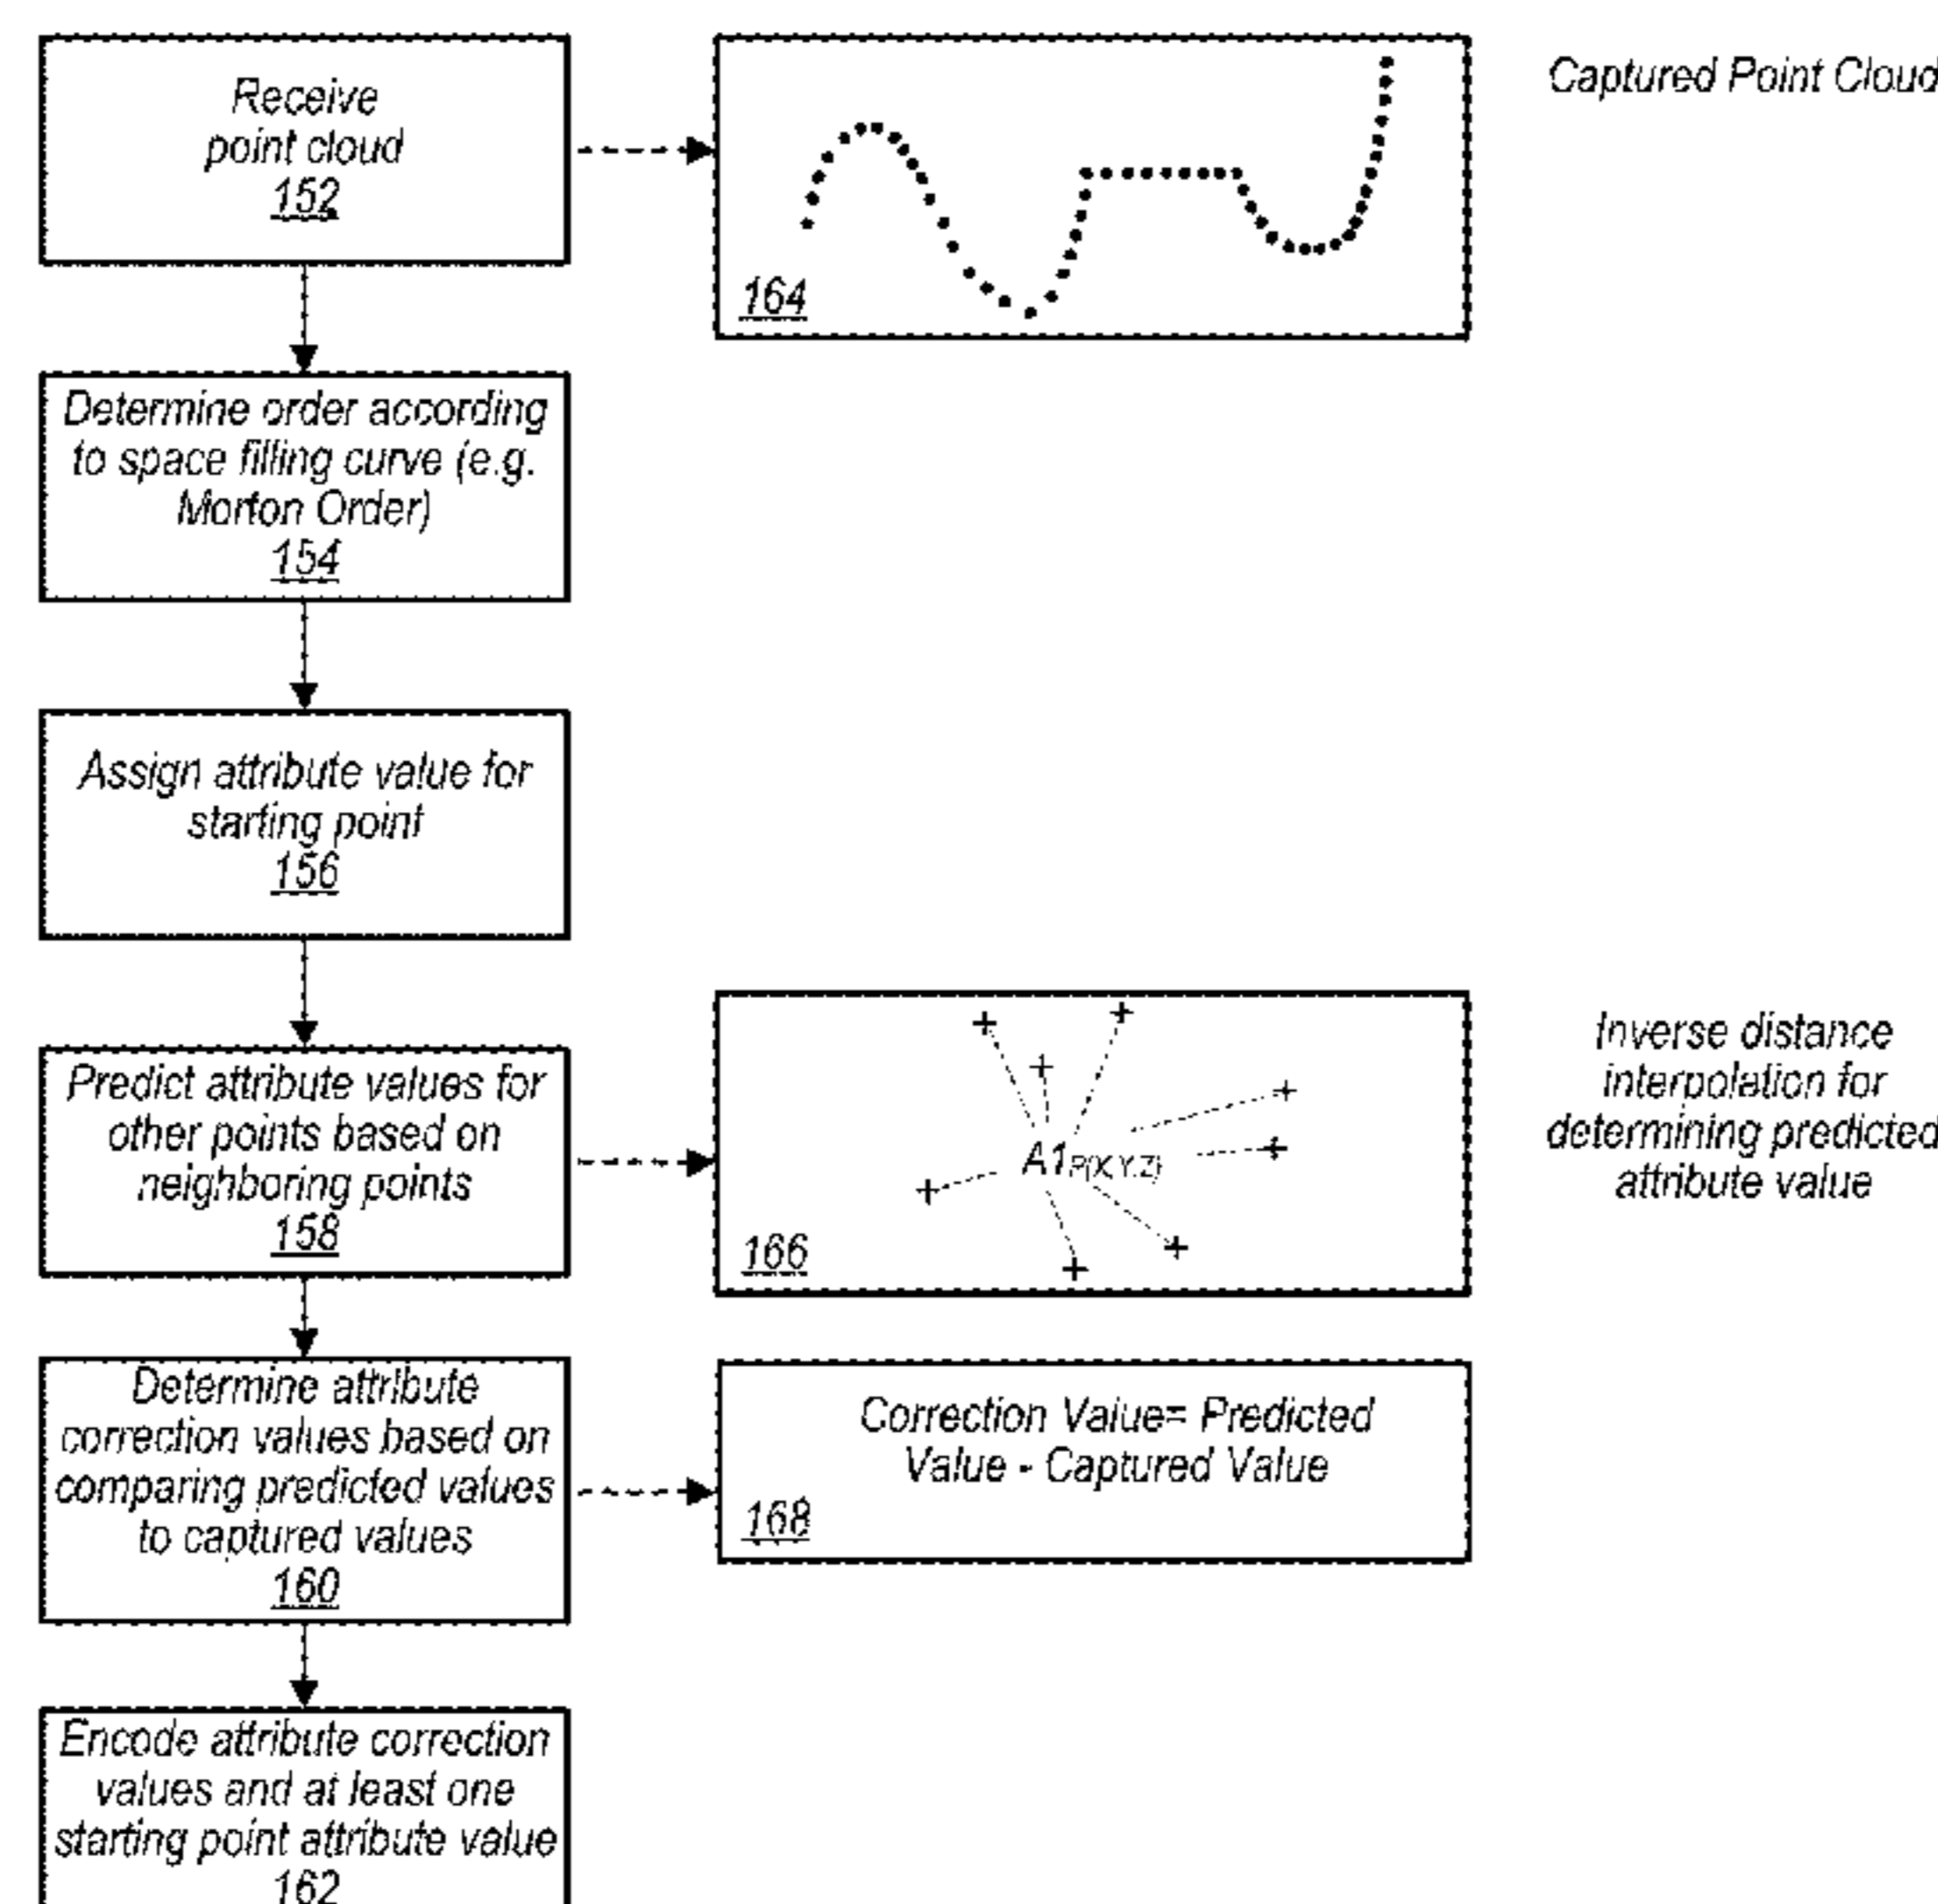 Receive
point cloud
152
164
Captured Point Cloud
Determine order according
to space filling curve (e.g.
Morton Order)
154
Assign attribute value for
starting point
156
Predict attribute values for
other points based on
neighboring points
158
A1P(X,Y,Z)
166
Inverse distance
interpolation for
determining predicted
attribute value
Determine attribute
correction values based on
comparing predicted values
to captured values
160
Correction Value= Predicted
Value - Captured Value
168
Encode attribute correction
values and at least one
starting point attribute value
162